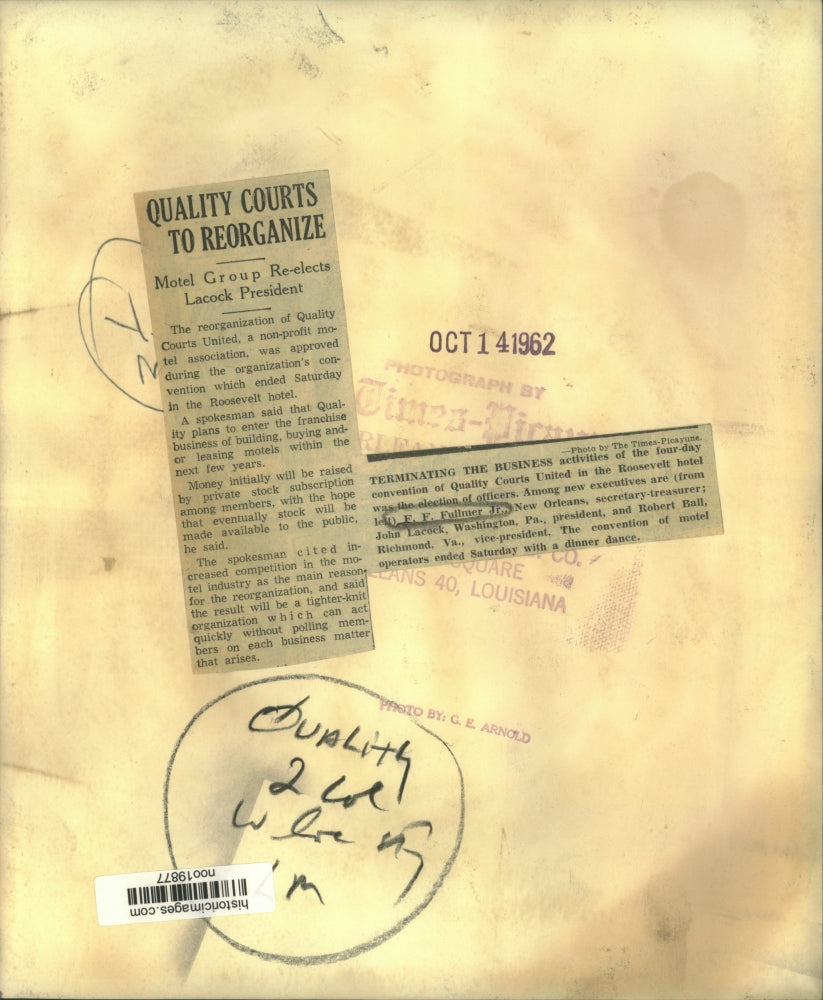 QUALITY COURTS
TO REORGANIZE
Motel Group Re-elects
Lacock President
The reorganization of Quality
Courts United, a non-profit mo-
tel association, was approved
during the organization's con-
vention which ended Saturday
in the Roosevelt hotel.
A spokesman said that Qual-
ity plans to enter the franchise
business of building, buying and-
or leasing motels within the
next few years.
Money initially will be raised
by private stock subscription
among members, with the hope
that eventually stock will be
made available to the public,
he said.
The spokesman cited in-
creased competition in the mo-
tel industry as the main reason
for the reorganization, and said
the result will be a tighter-knit
organization which can act
quickly without polling mem-
bers on each business matter
that arises.
OCT 14 1962
PHOTOGRAPH BY
Times-Picayu
—Photo by The Times-Picayune.
TERMINATING THE BUSINESS activities of the four-day
convention of Quality Courts United in the Roosevelt hotel
was the election of officers. Among new executives are (from
left) F. F. Fullmer Jr., New Orleans, secretary-treasurer;
John Lacock, Washington, Pa., president, and Robert Ball,
Richmond, Va., vice-president. The convention of motel
operators ended Saturday with a dinner dance.
CO.
SQUARE
LEANS 40, LOUISIANA
PHOTO BY: G. E. ARNOLD
QUALITY
2 col
historicimages.com
noo19877